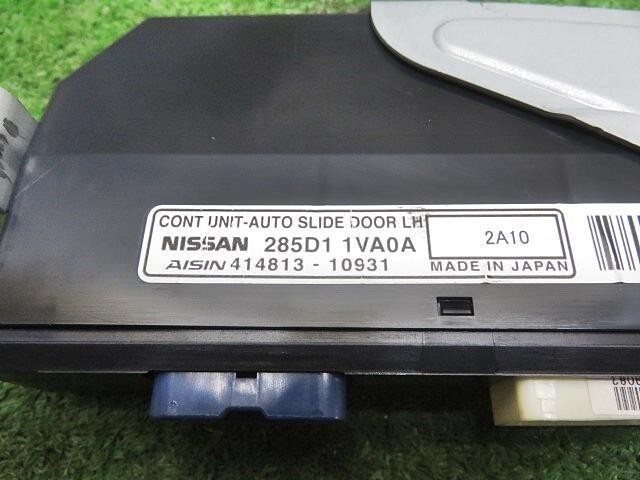 CONT UNIT-AUTO SLIDE DOOR LH
NISSAN 285D1 1VA0A
2A10
AISIN 414813 - 10931
MADE IN JAPAN